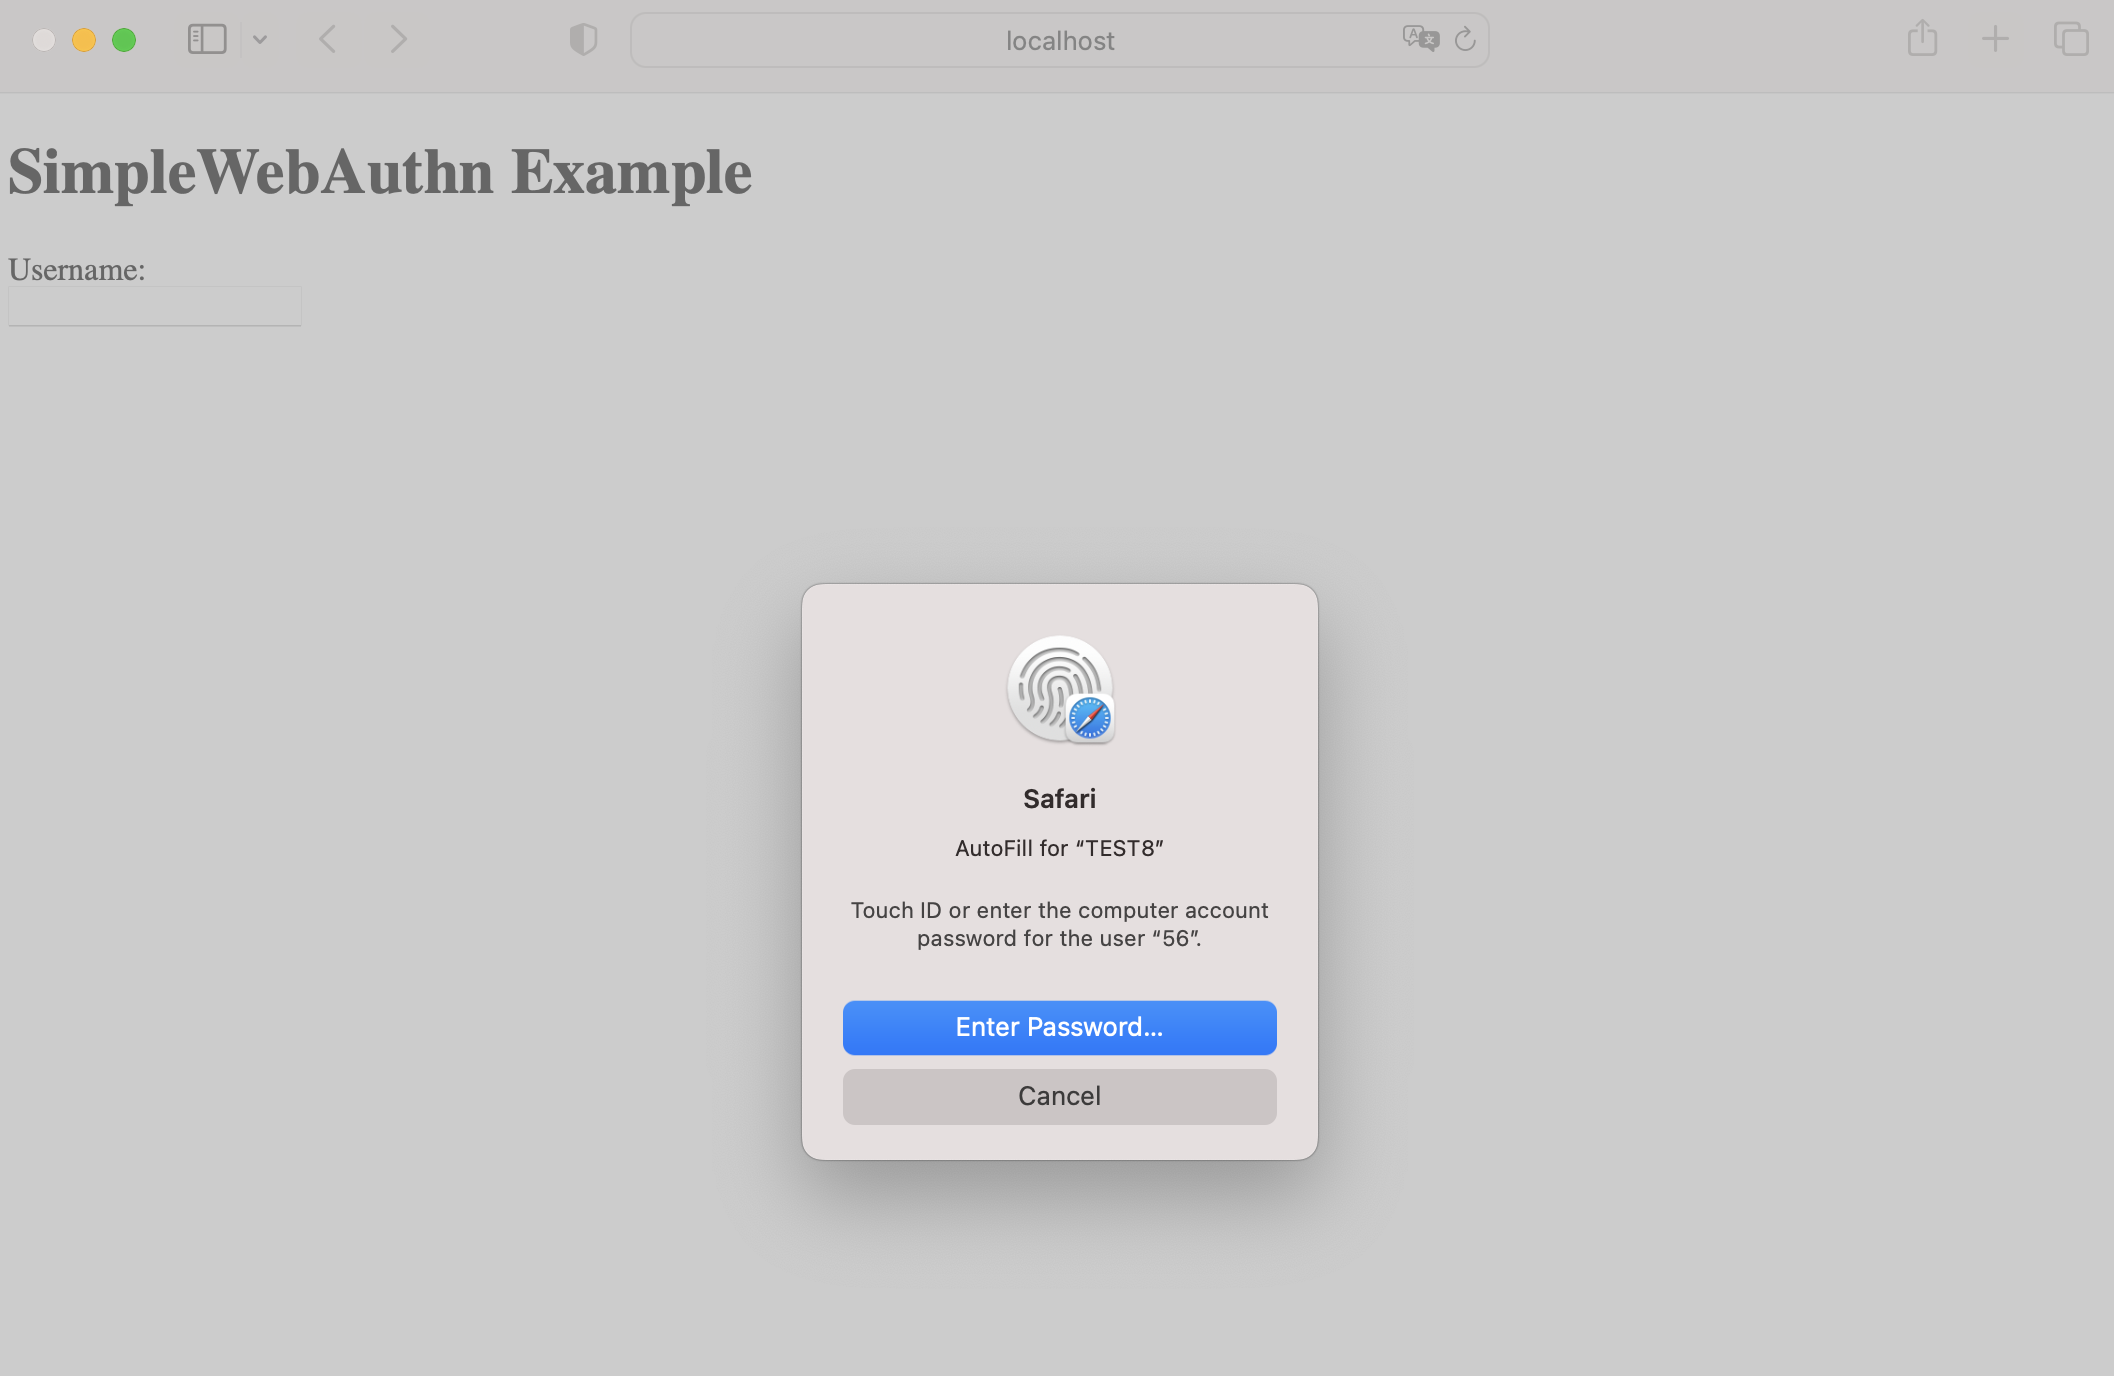 localhost
SimpleWebAuthn Example
Username:
Safari
AutoFill for “TEST8”
Touch ID or enter the computer account
password for the user “56”.
Enter Password...
Cancel